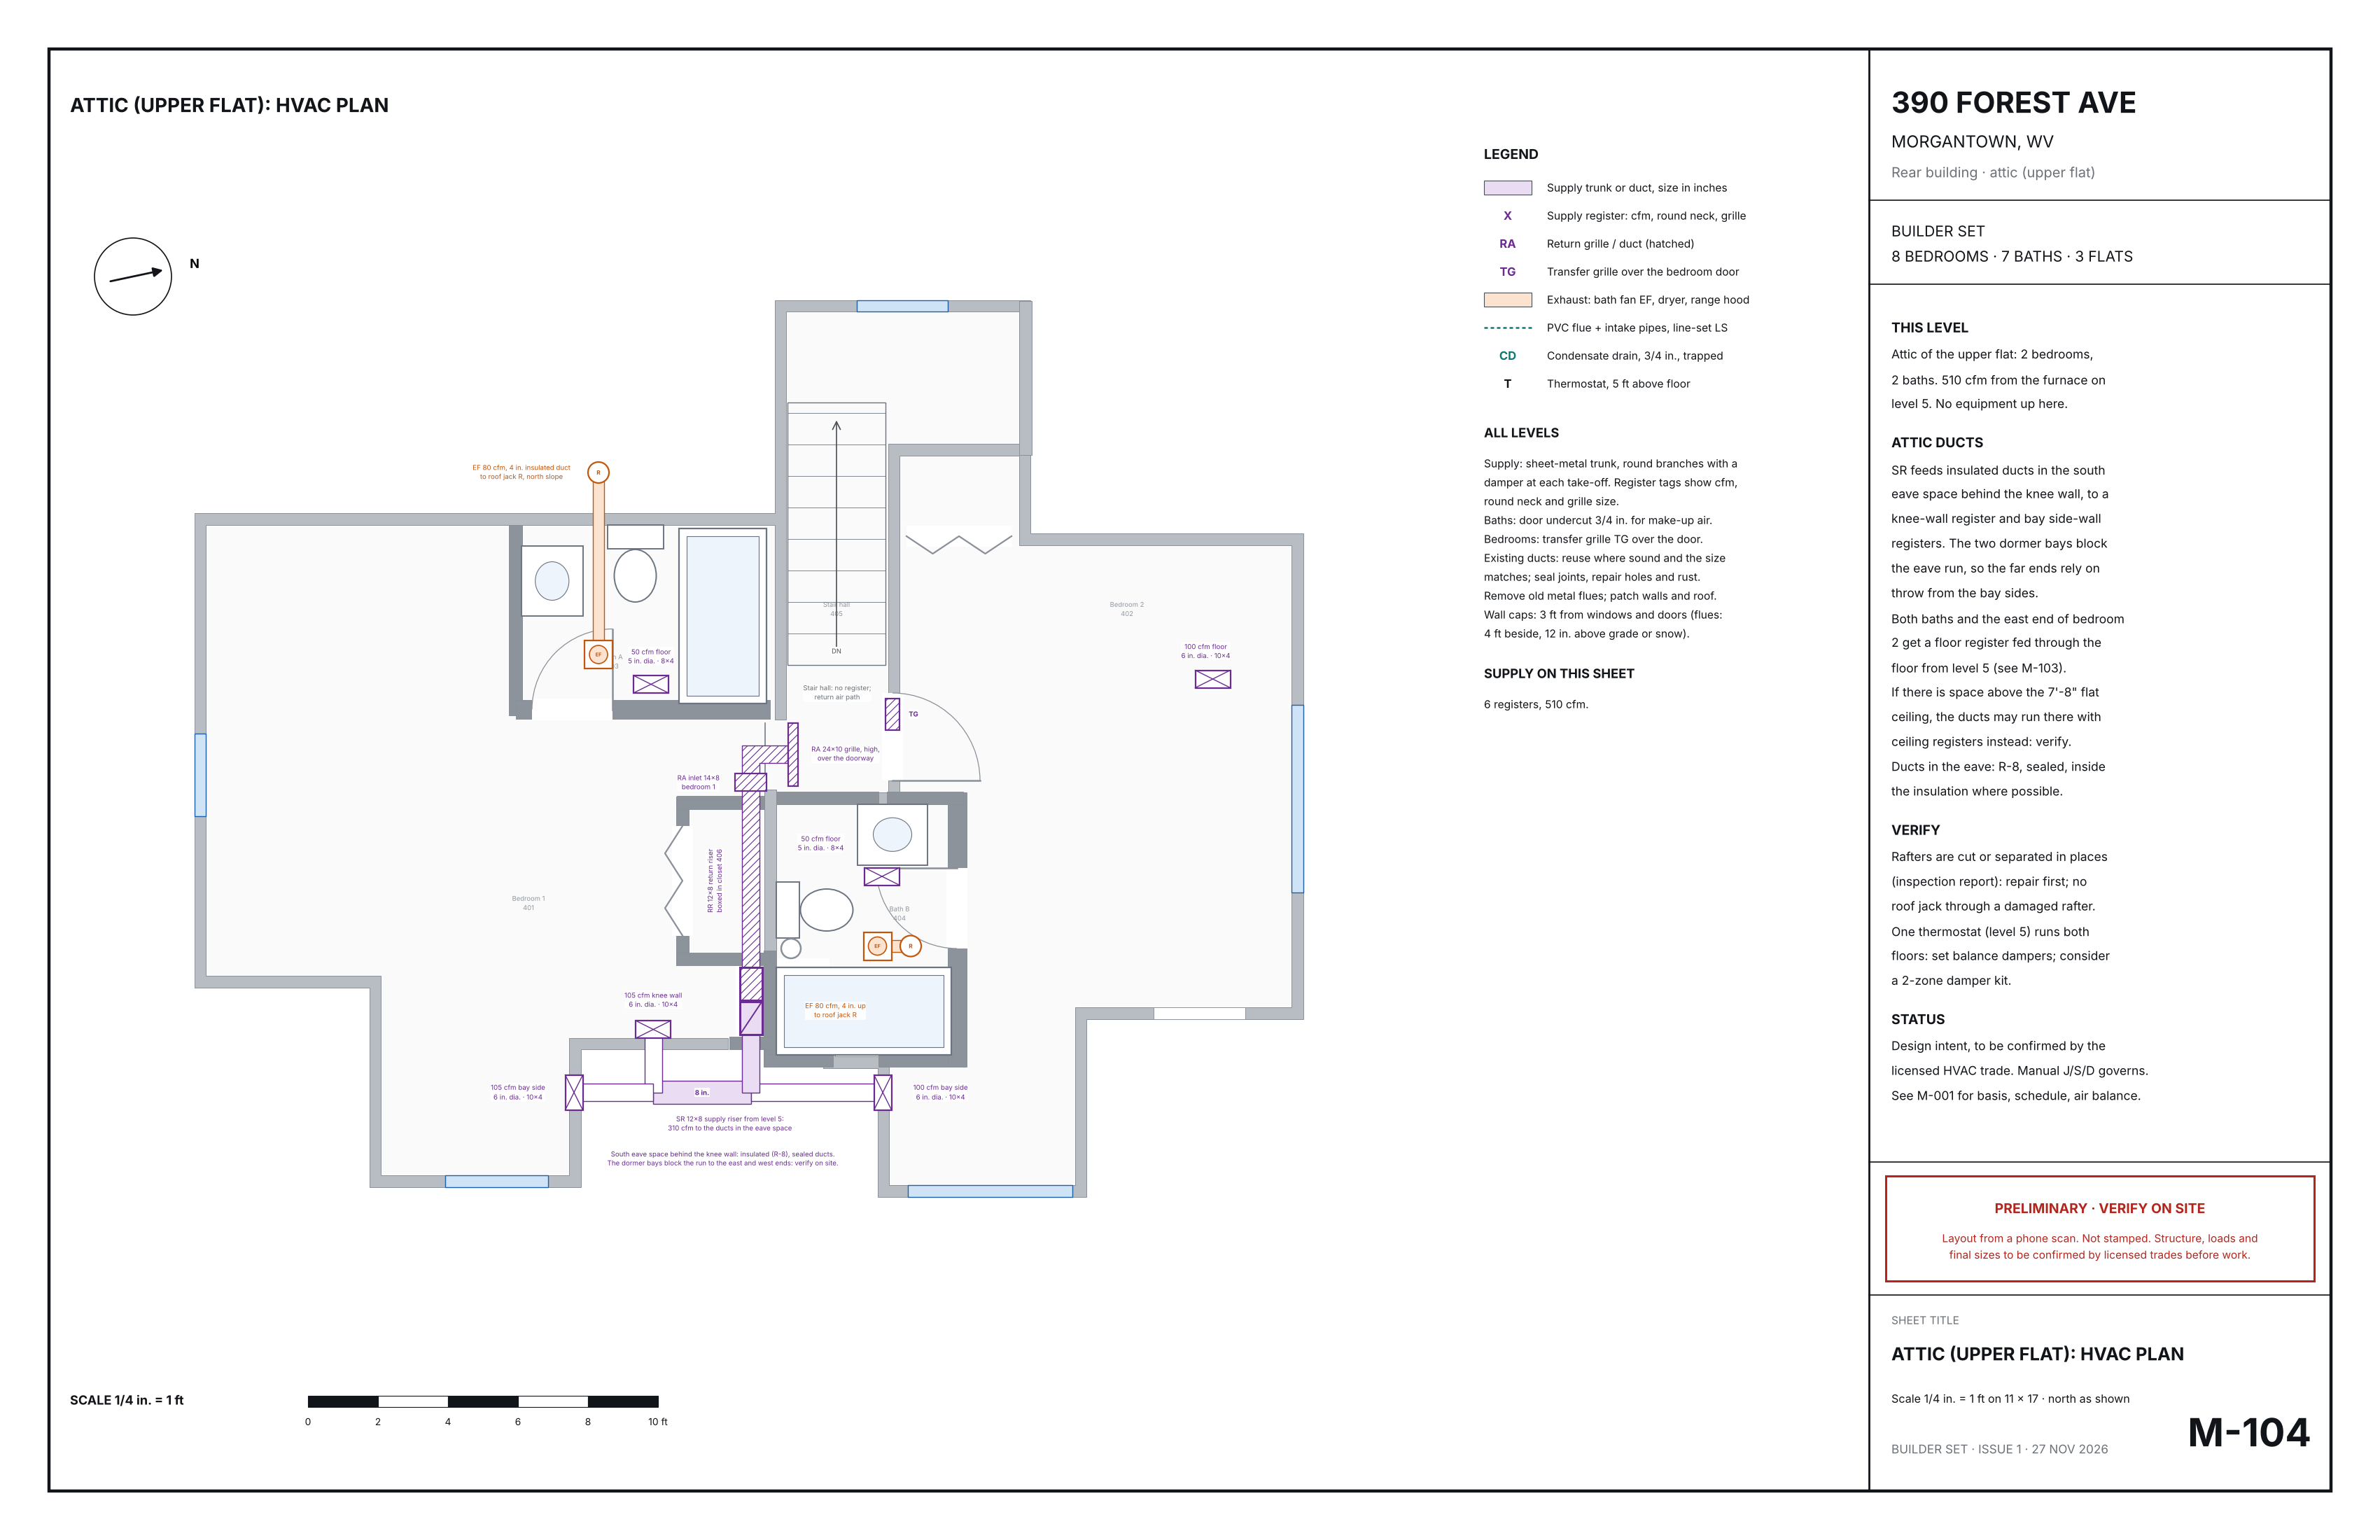 ATTIC (UPPER FLAT): HVAC PLAN
N
EF 80 cfm, 4 in. insulated duct
to roof jack R, north slope
R
EF
A
3
50 cfm floor
5 in. dia. · 8×4
Stair hall
405
DN
Stair hall: no register;
return air path
TG
RA 24×10 grille, high,
over the doorway
RA inlet 14×8
bedroom 1
Bedroom 2
402
100 cfm floor
6 in. dia. · 10×4
50 cfm floor
5 in. dia. · 8×4
RR 12×8 return riser
boxed in closet 406
Bedroom 1
401
Bath B
404
EF
R
EF 80 cfm, 4 in. up
to roof jack R
105 cfm knee wall
6 in. dia. · 10×4
105 cfm bay side
6 in. dia. · 10×4
8 in.
100 cfm bay side
6 in. dia. · 10×4
SR 12×8 supply riser from level 5:
310 cfm to the ducts in the eave space
South eave space behind the knee wall: insulated (R-8), sealed ducts.
The dormer bays block the run to the east and west ends: verify on site.
SCALE 1/4 in. = 1 ft
0 2 4 6 8 10 ft
LEGEND
Supply trunk or duct, size in inches
X Supply register: cfm, round neck, grille
RA Return grille / duct (hatched)
TG Transfer grille over the bedroom door
Exhaust: bath fan EF, dryer, range hood
PVC flue + intake pipes, line-set LS
CD Condensate drain, 3/4 in., trapped
T Thermostat, 5 ft above floor
ALL LEVELS
Supply: sheet-metal trunk, round branches with a
damper at each take-off. Register tags show cfm,
round neck and grille size.
Baths: door undercut 3/4 in. for make-up air.
Bedrooms: transfer grille TG over the door.
Existing ducts: reuse where sound and the size
matches; seal joints, repair holes and rust.
Remove old metal flues; patch walls and roof.
Wall caps: 3 ft from windows and doors (flues:
4 ft beside, 12 in. above grade or snow).
SUPPLY ON THIS SHEET
6 registers, 510 cfm.
390 FOREST AVE
MORGANTOWN, WV
Rear building · attic (upper flat)
BUILDER SET
8 BEDROOMS · 7 BATHS · 3 FLATS
THIS LEVEL
Attic of the upper flat: 2 bedrooms,
2 baths. 510 cfm from the furnace on
level 5. No equipment up here.
ATTIC DUCTS
SR feeds insulated ducts in the south
eave space behind the knee wall, to a
knee-wall register and bay side-wall
registers. The two dormer bays block
the eave run, so the far ends rely on
throw from the bay sides.
Both baths and the east end of bedroom
2 get a floor register fed through the
floor from level 5 (see M-103).
If there is space above the 7'-8" flat
ceiling, the ducts may run there with
ceiling registers instead: verify.
Ducts in the eave: R-8, sealed, inside
the insulation where possible.
VERIFY
Rafters are cut or separated in places
(inspection report): repair first; no
roof jack through a damaged rafter.
One thermostat (level 5) runs both
floors: set balance dampers; consider
a 2-zone damper kit.
STATUS
Design intent, to be confirmed by the
licensed HVAC trade. Manual J/S/D governs.
See M-001 for basis, schedule, air balance.
PRELIMINARY · VERIFY ON SITE
Layout from a phone scan. Not stamped. Structure, loads and
final sizes to be confirmed by licensed trades before work.
SHEET TITLE
ATTIC (UPPER FLAT): HVAC PLAN
Scale 1/4 in. = 1 ft on 11 × 17 · north as shown
BUILDER SET · ISSUE 1 · 27 NOV 2026
M-104